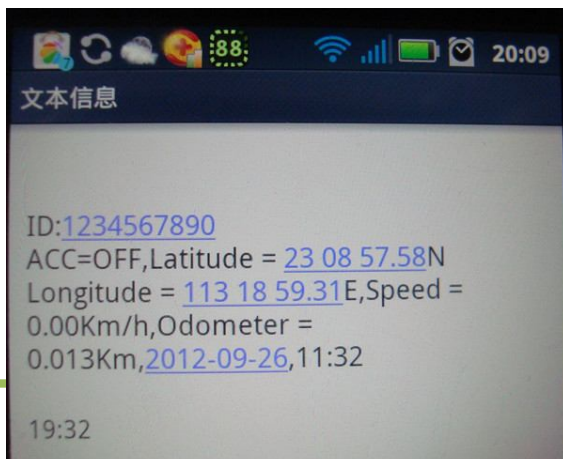 88
20:09
文本信息
ID:1234567890
ACC=OFF,Latitude = 23 08 57.58N
Longitude = 113 18 59.31E,Speed =
0.00Km/h,Odometer =
0.013Km,2012-09-26,11:32
19:32